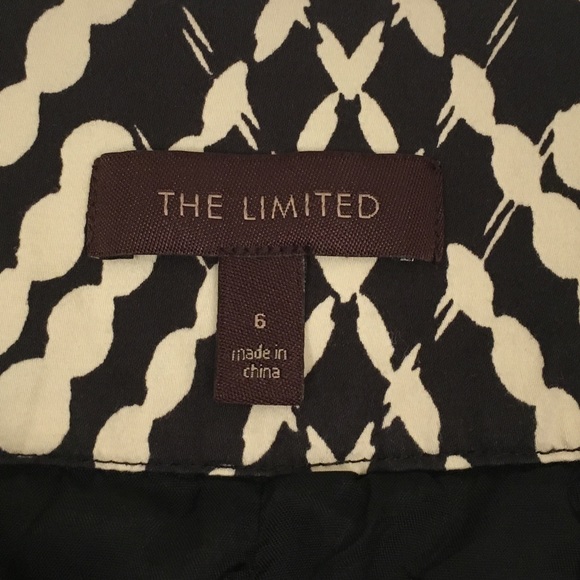 THE LIMITED
6
made in
china